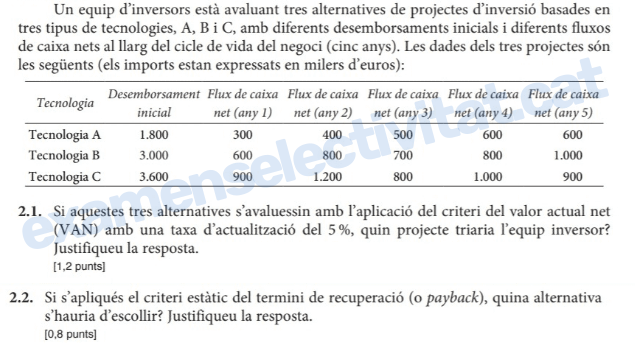 Un equip d'inversors està avaluant tres alternatives de projectes d'inversió basades en
tres tipus de tecnologies, A, B i C, amb diferents desemborsaments inicials i diferents fluxos
de caixa nets al llarg del cicle de vida del negoci (cinc anys). Les dades dels tres projectes són
les següents (els imports estan expressats en milers d'euros):
Tecnologia Desemborsament inicial Flux de caixa net (any 1) Flux de caixa net (any 2) Flux de caixa net (any 3) Flux de caixa net (any 4) Flux de caixa net (any 5)
Tecnologia A 1.800 300 400 500 600 600
Tecnologia B 3.000 600 800 700 800 1.000
Tecnologia C 3.600 900 1.200 800 1.000 900
2.1. Si aquestes tres alternatives s'avaluessin amb l'aplicació del criteri del valor actual net
(VAN) amb una taxa d'actualització del 5 %, quin projecte triaria l'equip inversor?
Justifiqueu la resposta.
[1,2 punts]
2.2. Si s'apliqués el criteri estàtic del termini de recuperació (o payback), quina alternativa
s'hauria d'escollir? Justifiqueu la resposta.
[0,8 punts]
examenselectivitat.cat